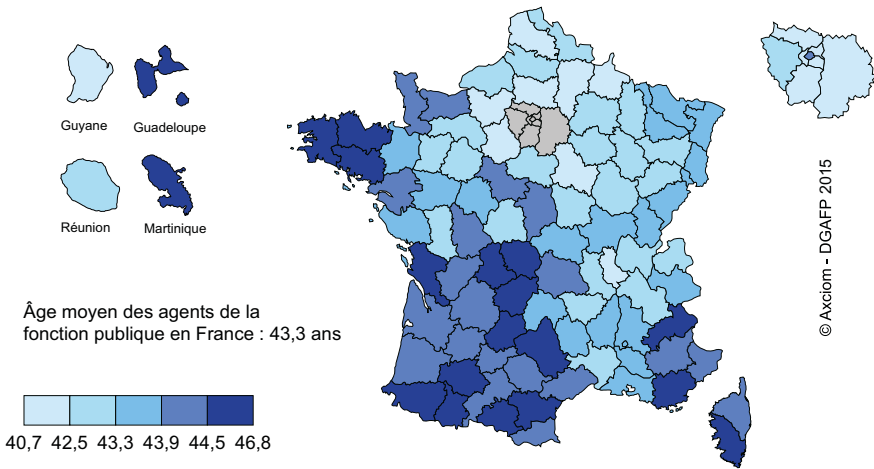 Guyane
Guadeloupe
Réunion
Martinique
Âge moyen des agents de la
fonction publique en France : 43,3 ans
40,7 42,5 43,3 43,9 44,5 46,8
© Axciom - DGAFP 2015